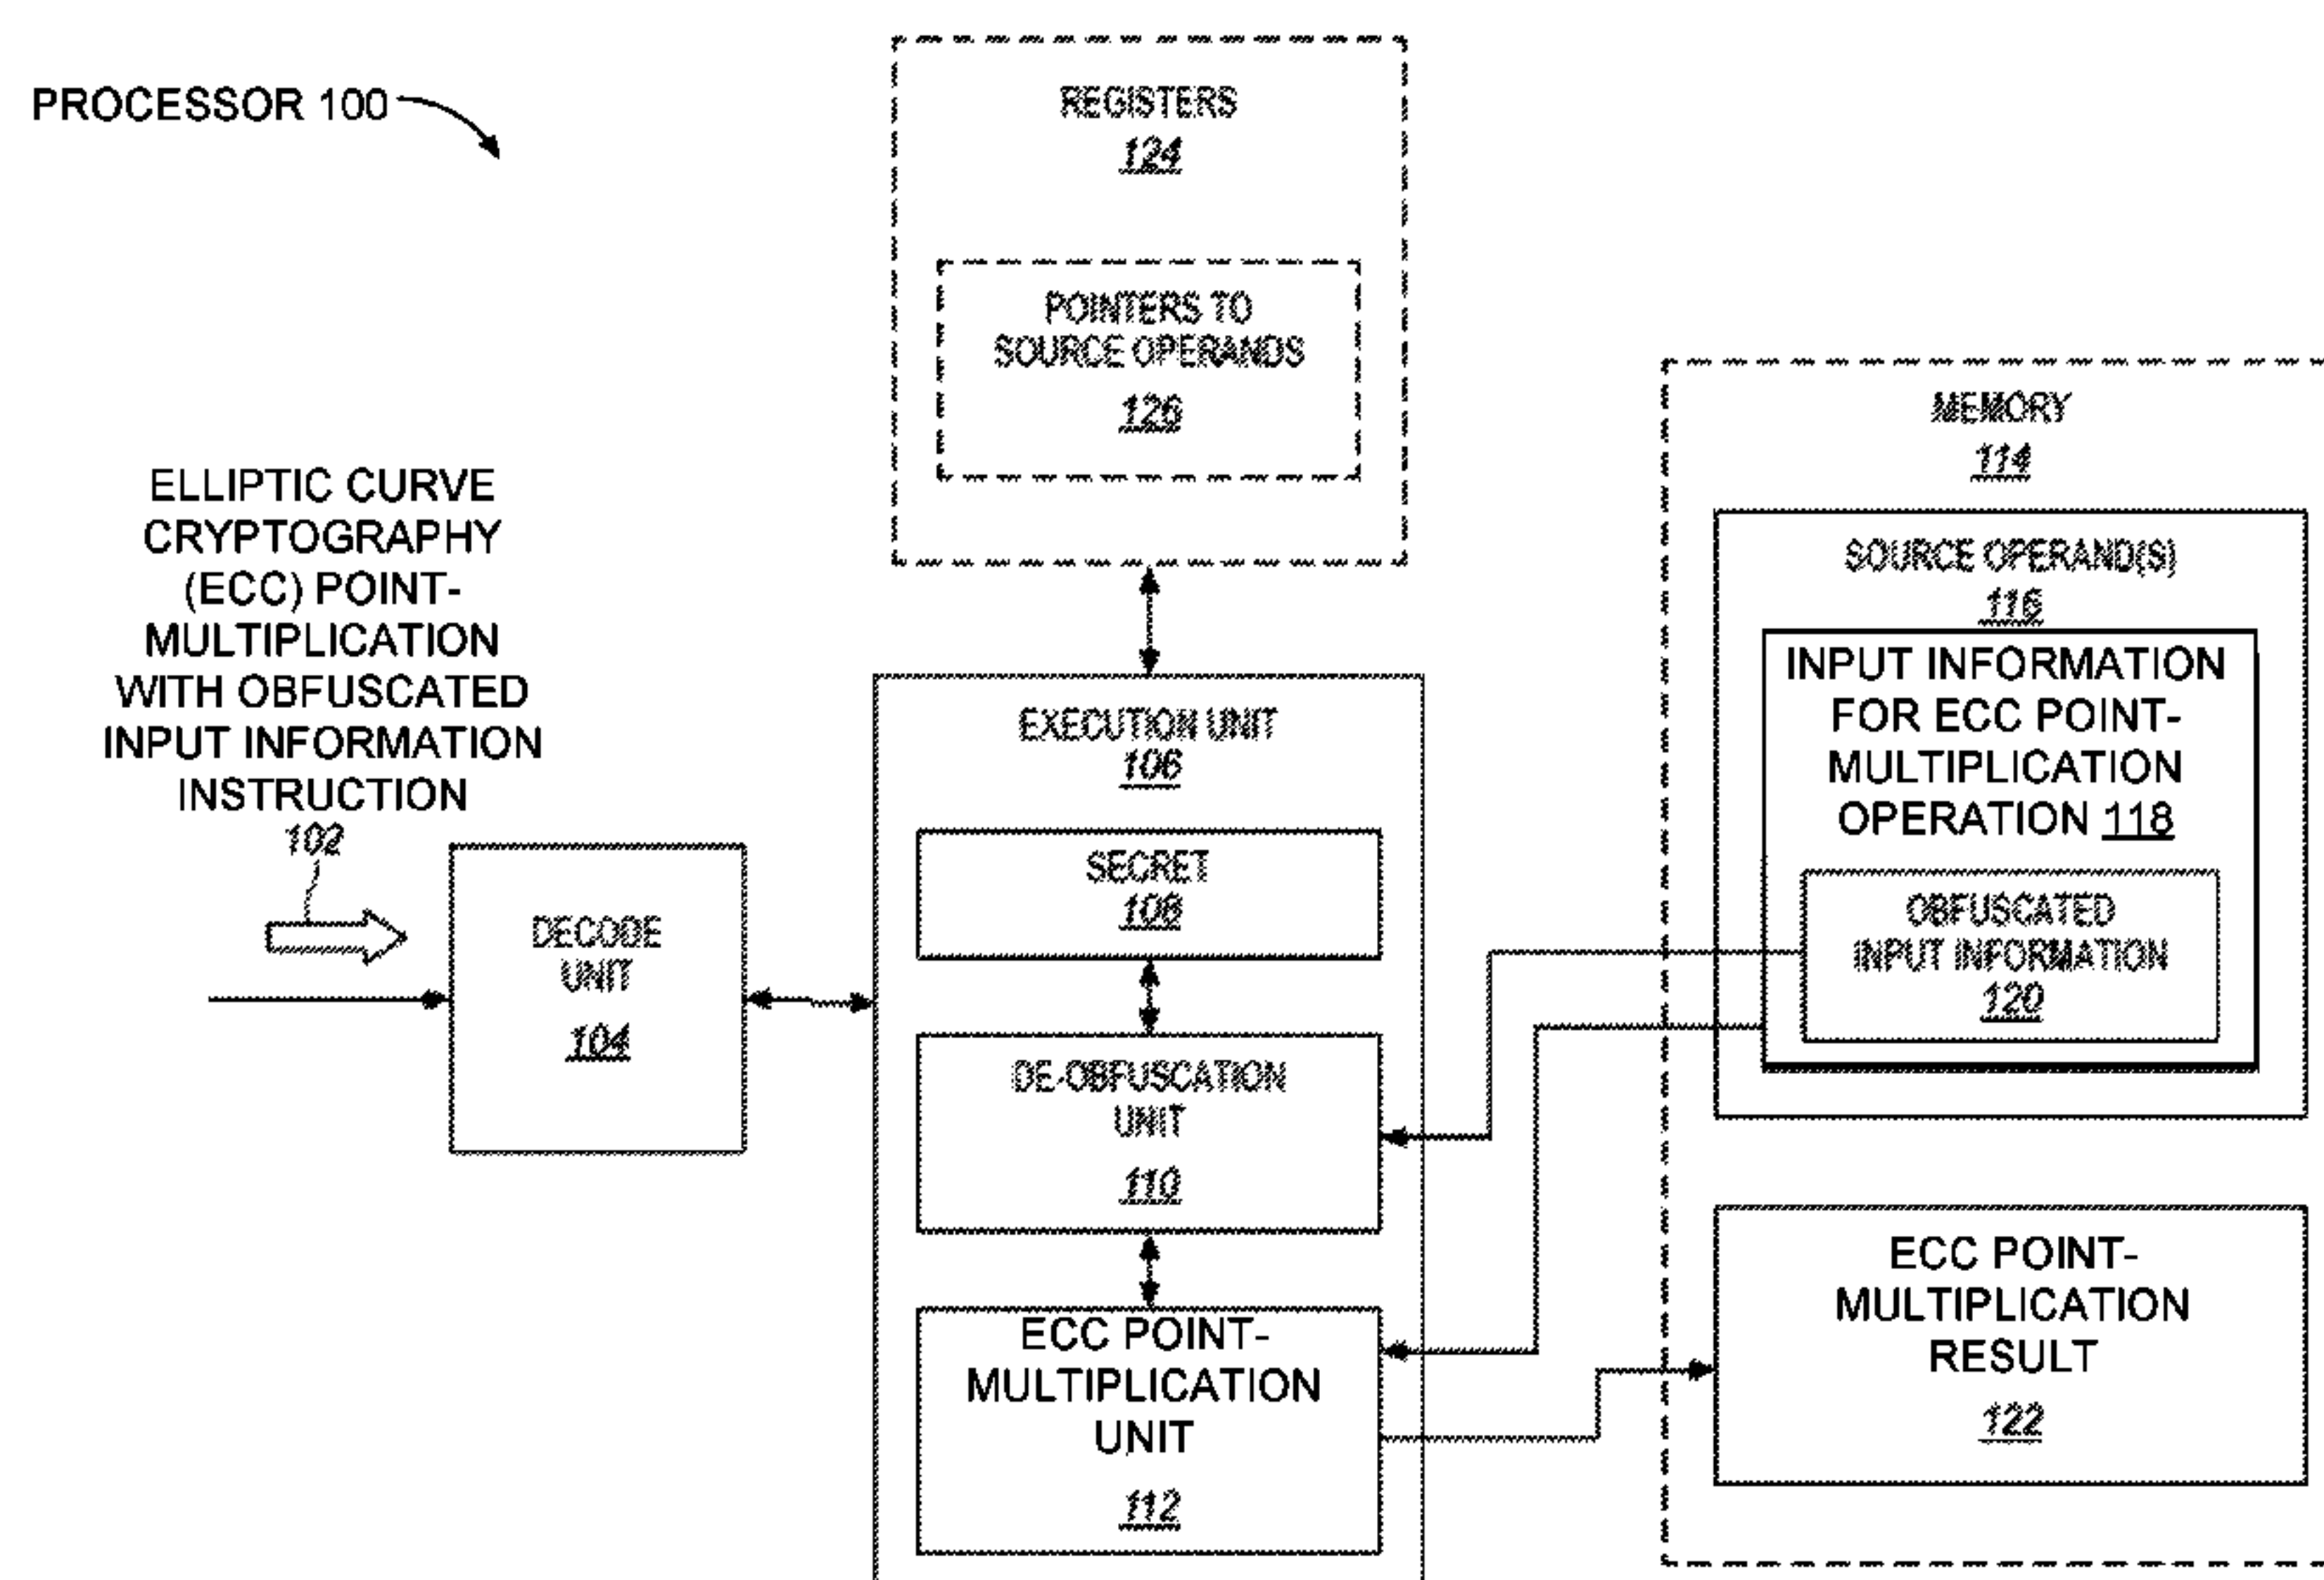 PROCESSOR 100
REGISTERS
124
POINTERS TO
SOURCE OPERANDS
126
ELLIPTIC CURVE
CRYPTOGRAPHY
(ECC) POINT-
MULTIPLICATION
WITH OBFUSCATED
INPUT INFORMATION
INSTRUCTION
102
DECODE
UNIT
104
EXECUTION UNIT
106
SECRET
108
DE-OBFUSCATION
UNIT
110
ECC POINT-
MULTIPLICATION
UNIT
112
MEMORY
114
SOURCE OPERAND(S)
116
INPUT INFORMATION
FOR ECC POINT-
MULTIPLICATION
OPERATION 118
OBFUSCATED
INPUT INFORMATION
120
ECC POINT-
MULTIPLICATION
RESULT
122